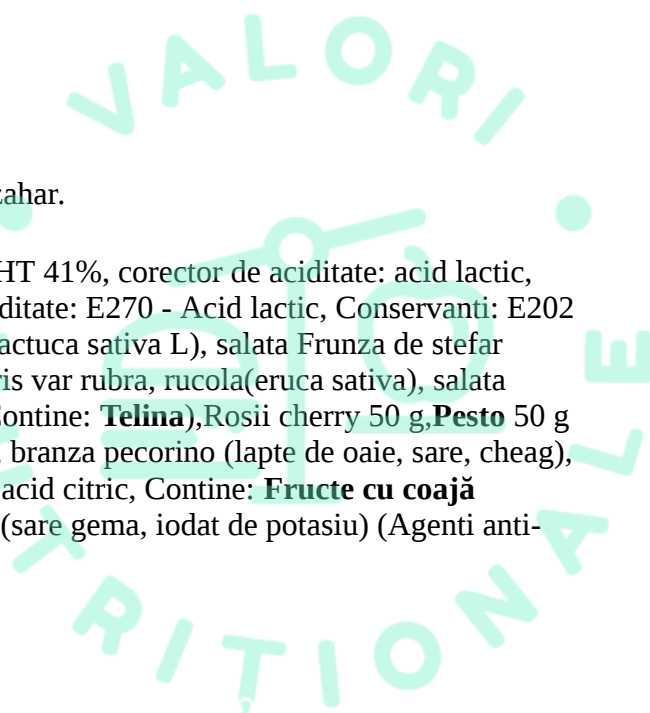 VALORI
zahar.
HT 41%, corector de aciditate: acid lactic,
ditate: E270 - Acid lactic, Conservanti: E202
actuca sativa L), salata Frunza de stefar
ris var rubra, rucola(eruca sativa), salata
Contine: Telina),Rosii cherry 50 g,Pesto 50 g
branza pecorino (lapte de oaie, sare, cheag),
acid citric, Contine: Fructe cu coajă
(sare gema, iodat de potasiu) (Agenti anti-
TRIȚIONALE